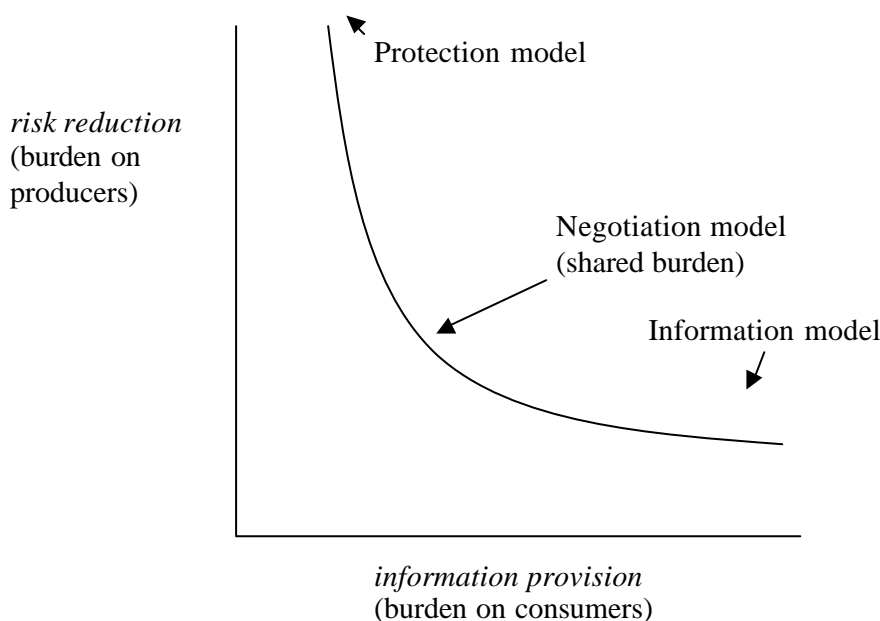 Protection model
risk reduction
(burden on
producers)
Negotiation model
(shared burden)
Information model
information provision
(burden on consumers)